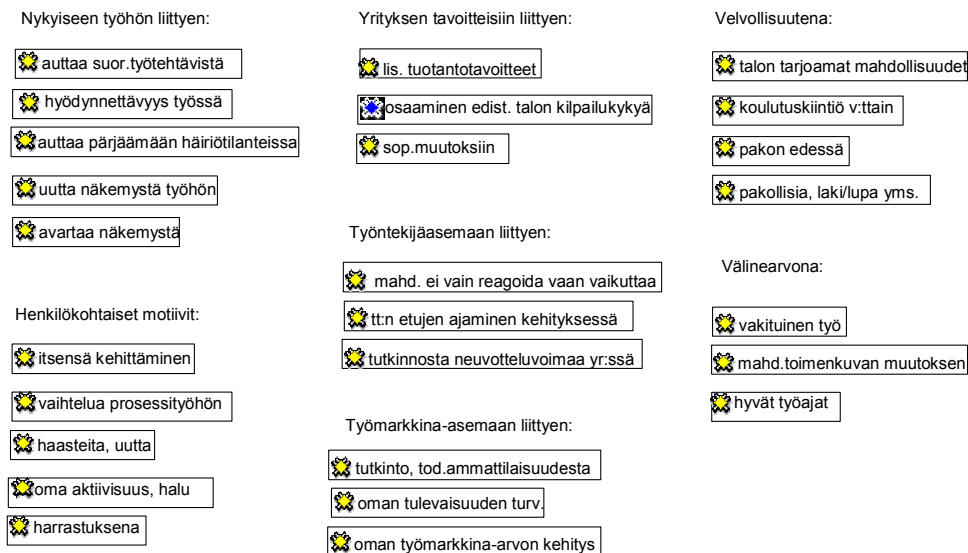 Nykyiseen työhön liittyen:
auttaa suor.työtehtävistä
hyödynnettävyys työssä
auttaa pärjäämään häiriötilanteissa
uutta näkemystä työhön
avartaa näkemystä
Henkilökohtaiset motiivit:
itsensä kehittäminen
vaihtelua prosessityöhön
haasteita, uutta
oma aktiivisuus, halu
harrastuksena
Yrityksen tavoitteisiin liittyen:
lis. tuotantotavoitteet
osaaminen edist. talon kilpailukykyä
sop.muutoksiin
Työntekijäasemaan liittyen:
mahd. ei vain reagoida vaan vaikuttaa
tt:n etujen ajaminen kehityksessä
tutkinnosta neuvotteluvoimaa yr:ssä
Työmarkkina-asemaan liittyen:
tutkinto, tod.ammattilaisuudesta
oman tulevaisuuden turv.
oman työmarkkina-arvon kehitys
Velvollisuutena:
talon tarjoamat mahdollisuudet
koulutuskiintiö v:ttain
pakon edessä
pakollisia, laki/lupa yms.
Välinearvona:
vakituinen työ
mahd.toimenkuvan muutoksen
hyvät työajat